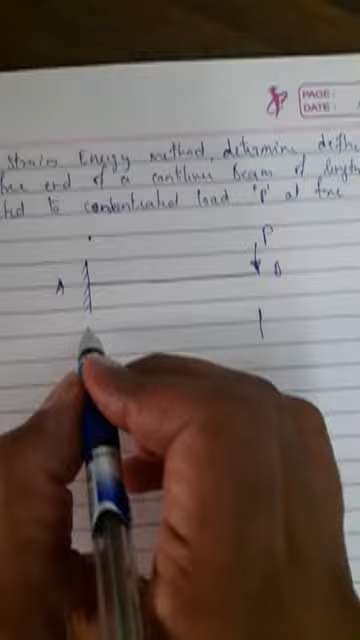 PAGE :
DATE :
Strain Energy method, determine defle
free end of a cantilever beam of length
ted to concentrated load 'P' at free
P
A
B